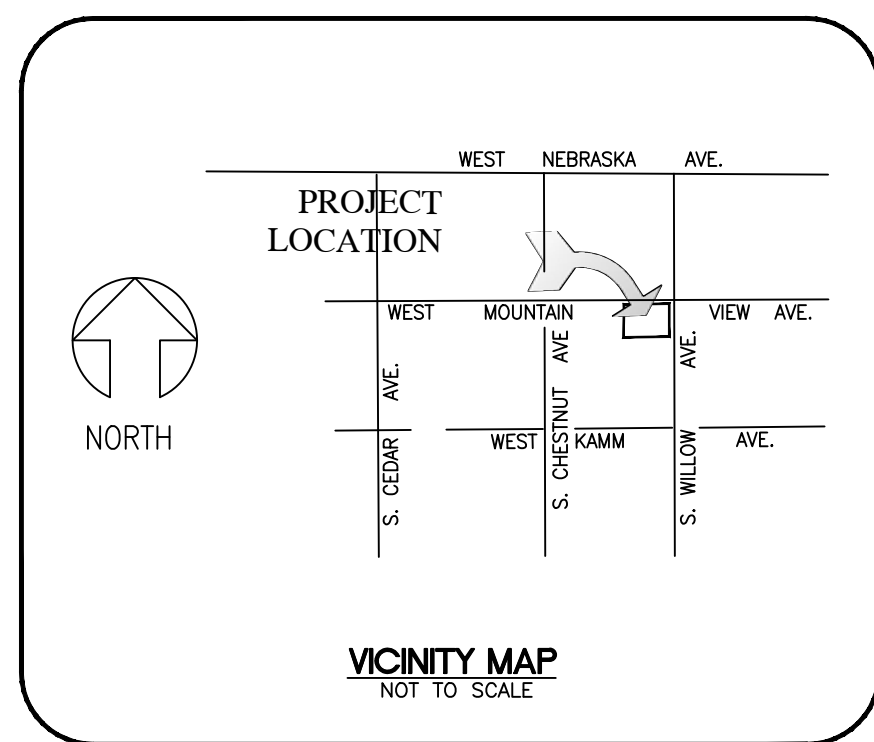 WEST NEBRASKA AVE.
PROJECT
LOCATION
WEST MOUNTAIN VIEW AVE.
S. CEDAR AVE.
S. CHESTNUT AVE
S. WILLOW AVE.
NORTH
WEST KAMM AVE.
VICINITY MAP
NOT TO SCALE